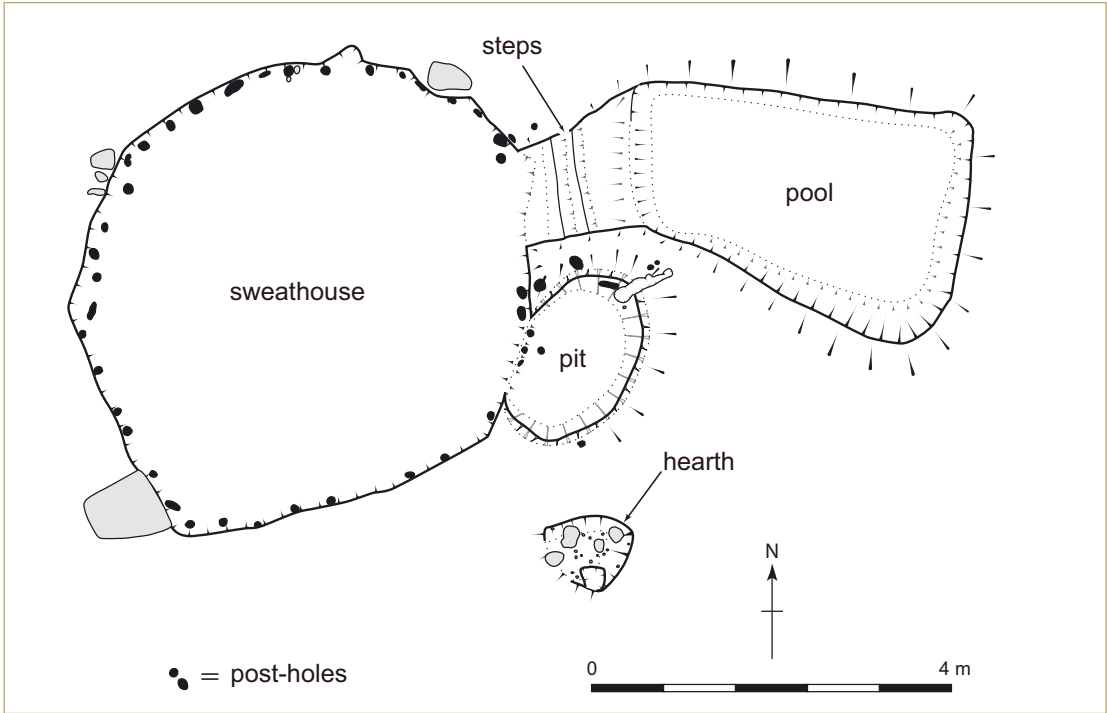 steps
pool
sweathouse
pit
hearth
N
0 4 m
= post-holes